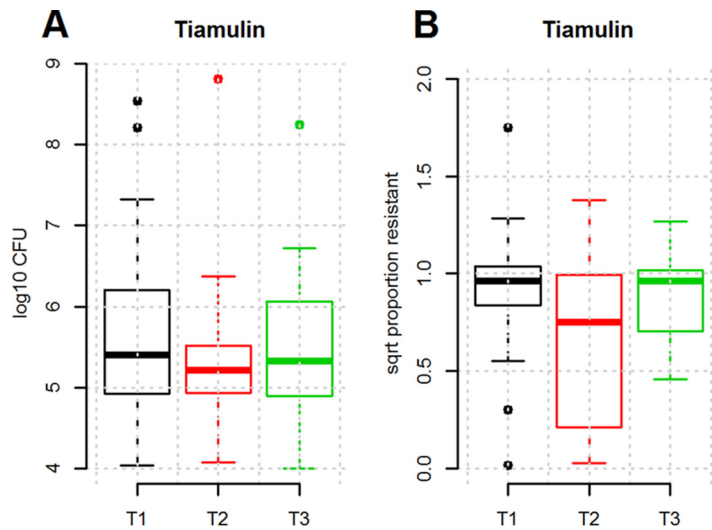 A
Tiamulin
log10 CFU
9
8
7
6
5
4
T1 T2 T3
B
Tiamulin
sqrt proportion resistant
2.0
1.5
1.0
0.5
0.0
T1 T2 T3